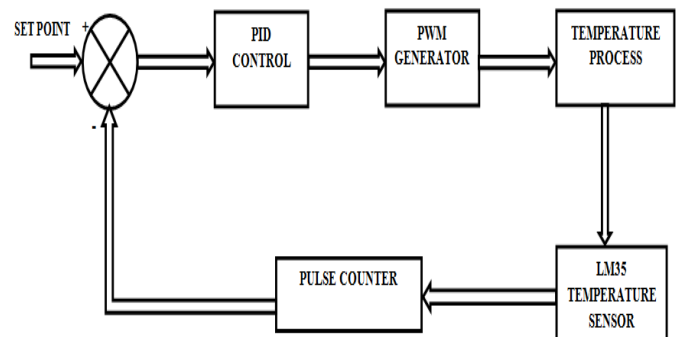 SET POINT
+
PID
CONTROL
PWM
GENERATOR
TEMPERATURE
PROCESS
-
PULSE COUNTER
LM35
TEMPERATURE
SENSOR